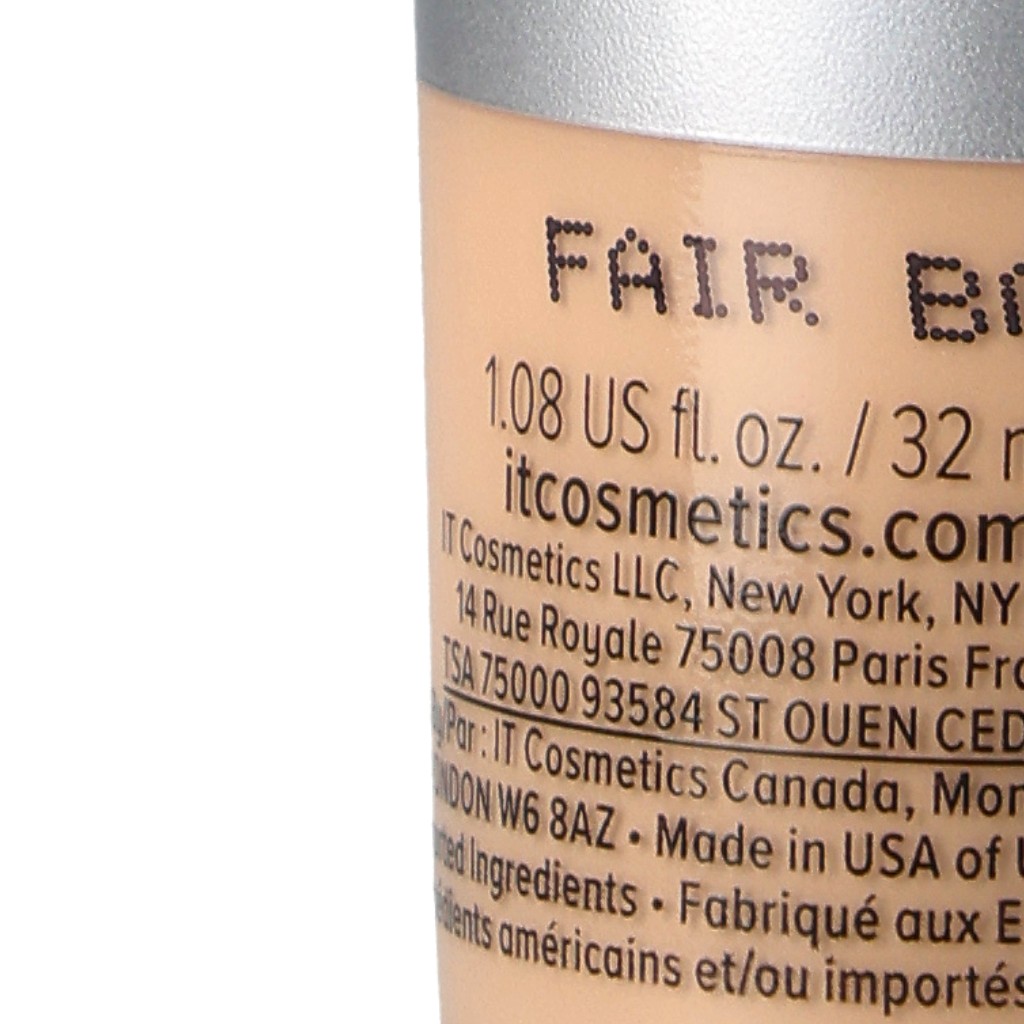 FAIR
1.08 US fl. oz. / 32
itcosmetics.com
IT Cosmetics LLC, New York, NY
14 Rue Royale 75008 Paris
TSA 75000 93584 ST OUEN
Par : IT Cosmetics Canada,
W6 8AZ • Made in USA of
Ingredients • Fabriqué aux
américains et/ou importés